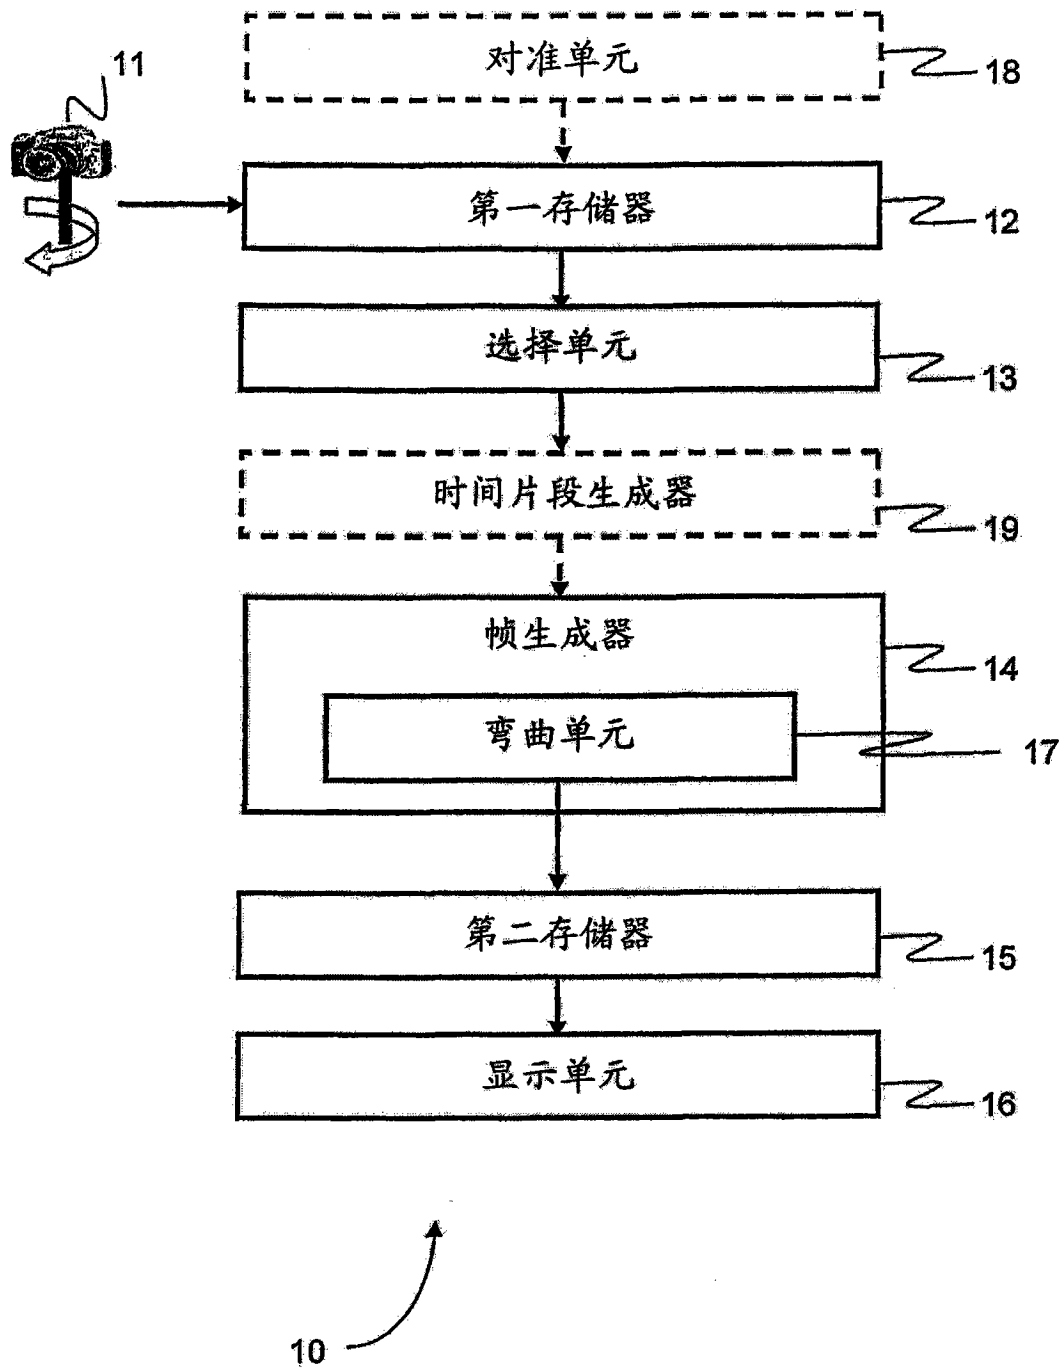 11
对准单元
18
第一存储器
12
选择单元
13
时间片段生成器
19
帧生成器
14
弯曲单元
17
第二存储器
15
显示单元
16
10